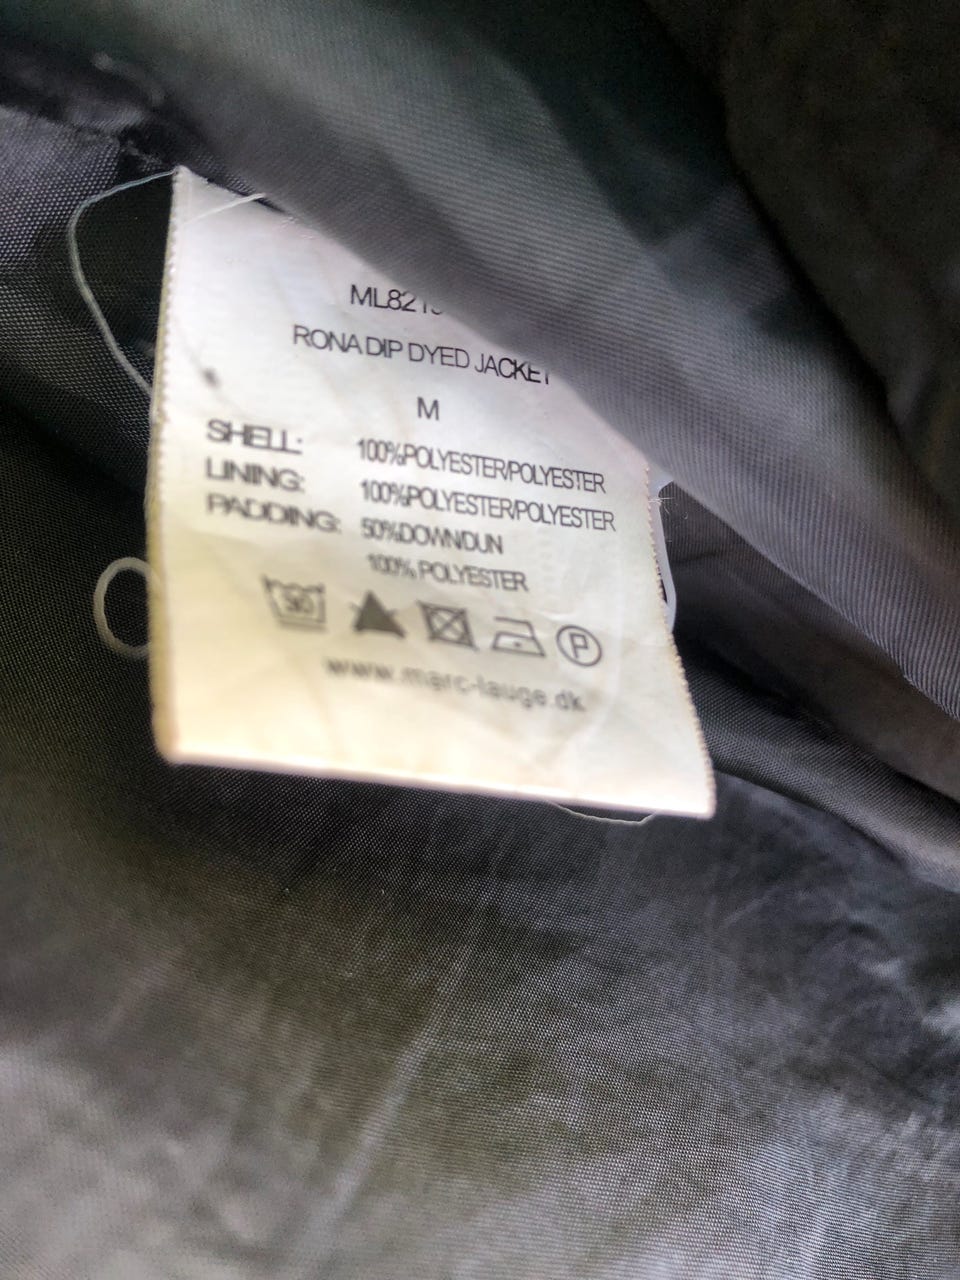 RONA DIP DYED JACKET
M
SHELL: 100%POLYESTER/POLYESTER
LINING: 100%POLYESTER/POLYESTER
PADDING: 50%DOWN/DUN
100% POLYESTER
30
P
www.marc-lauge.dk